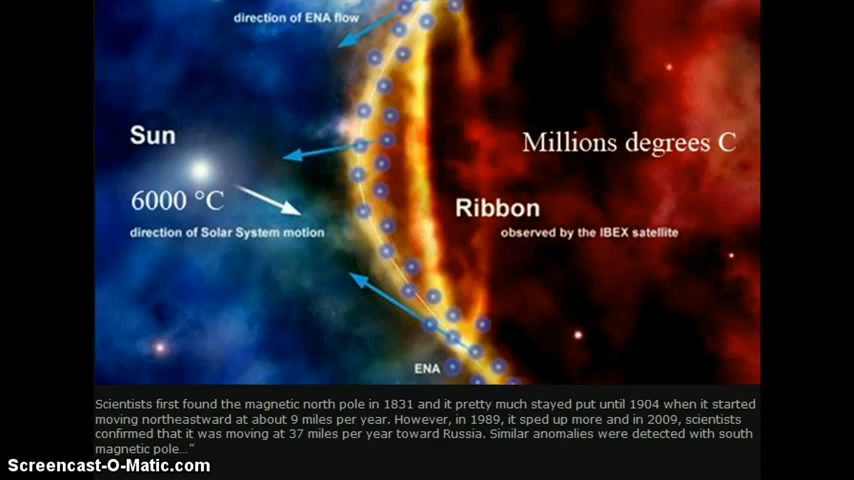 direction of ENA flow
Sun
Millions degrees C
6000 °C
Ribbon
direction of Solar System motion
observed by the IBEX satellite
ENA
Scientists first found the magnetic north pole in 1831 and it pretty much stayed put until 1904 when it started
moving northeastward at about 9 miles per year. However, in 1989, it sped up more and in 2009, scientists
confirmed that it was moving at 37 miles per year toward Russia. Similar anomalies were detected with south
magnetic pole…"
Screencast-O-Matic.com